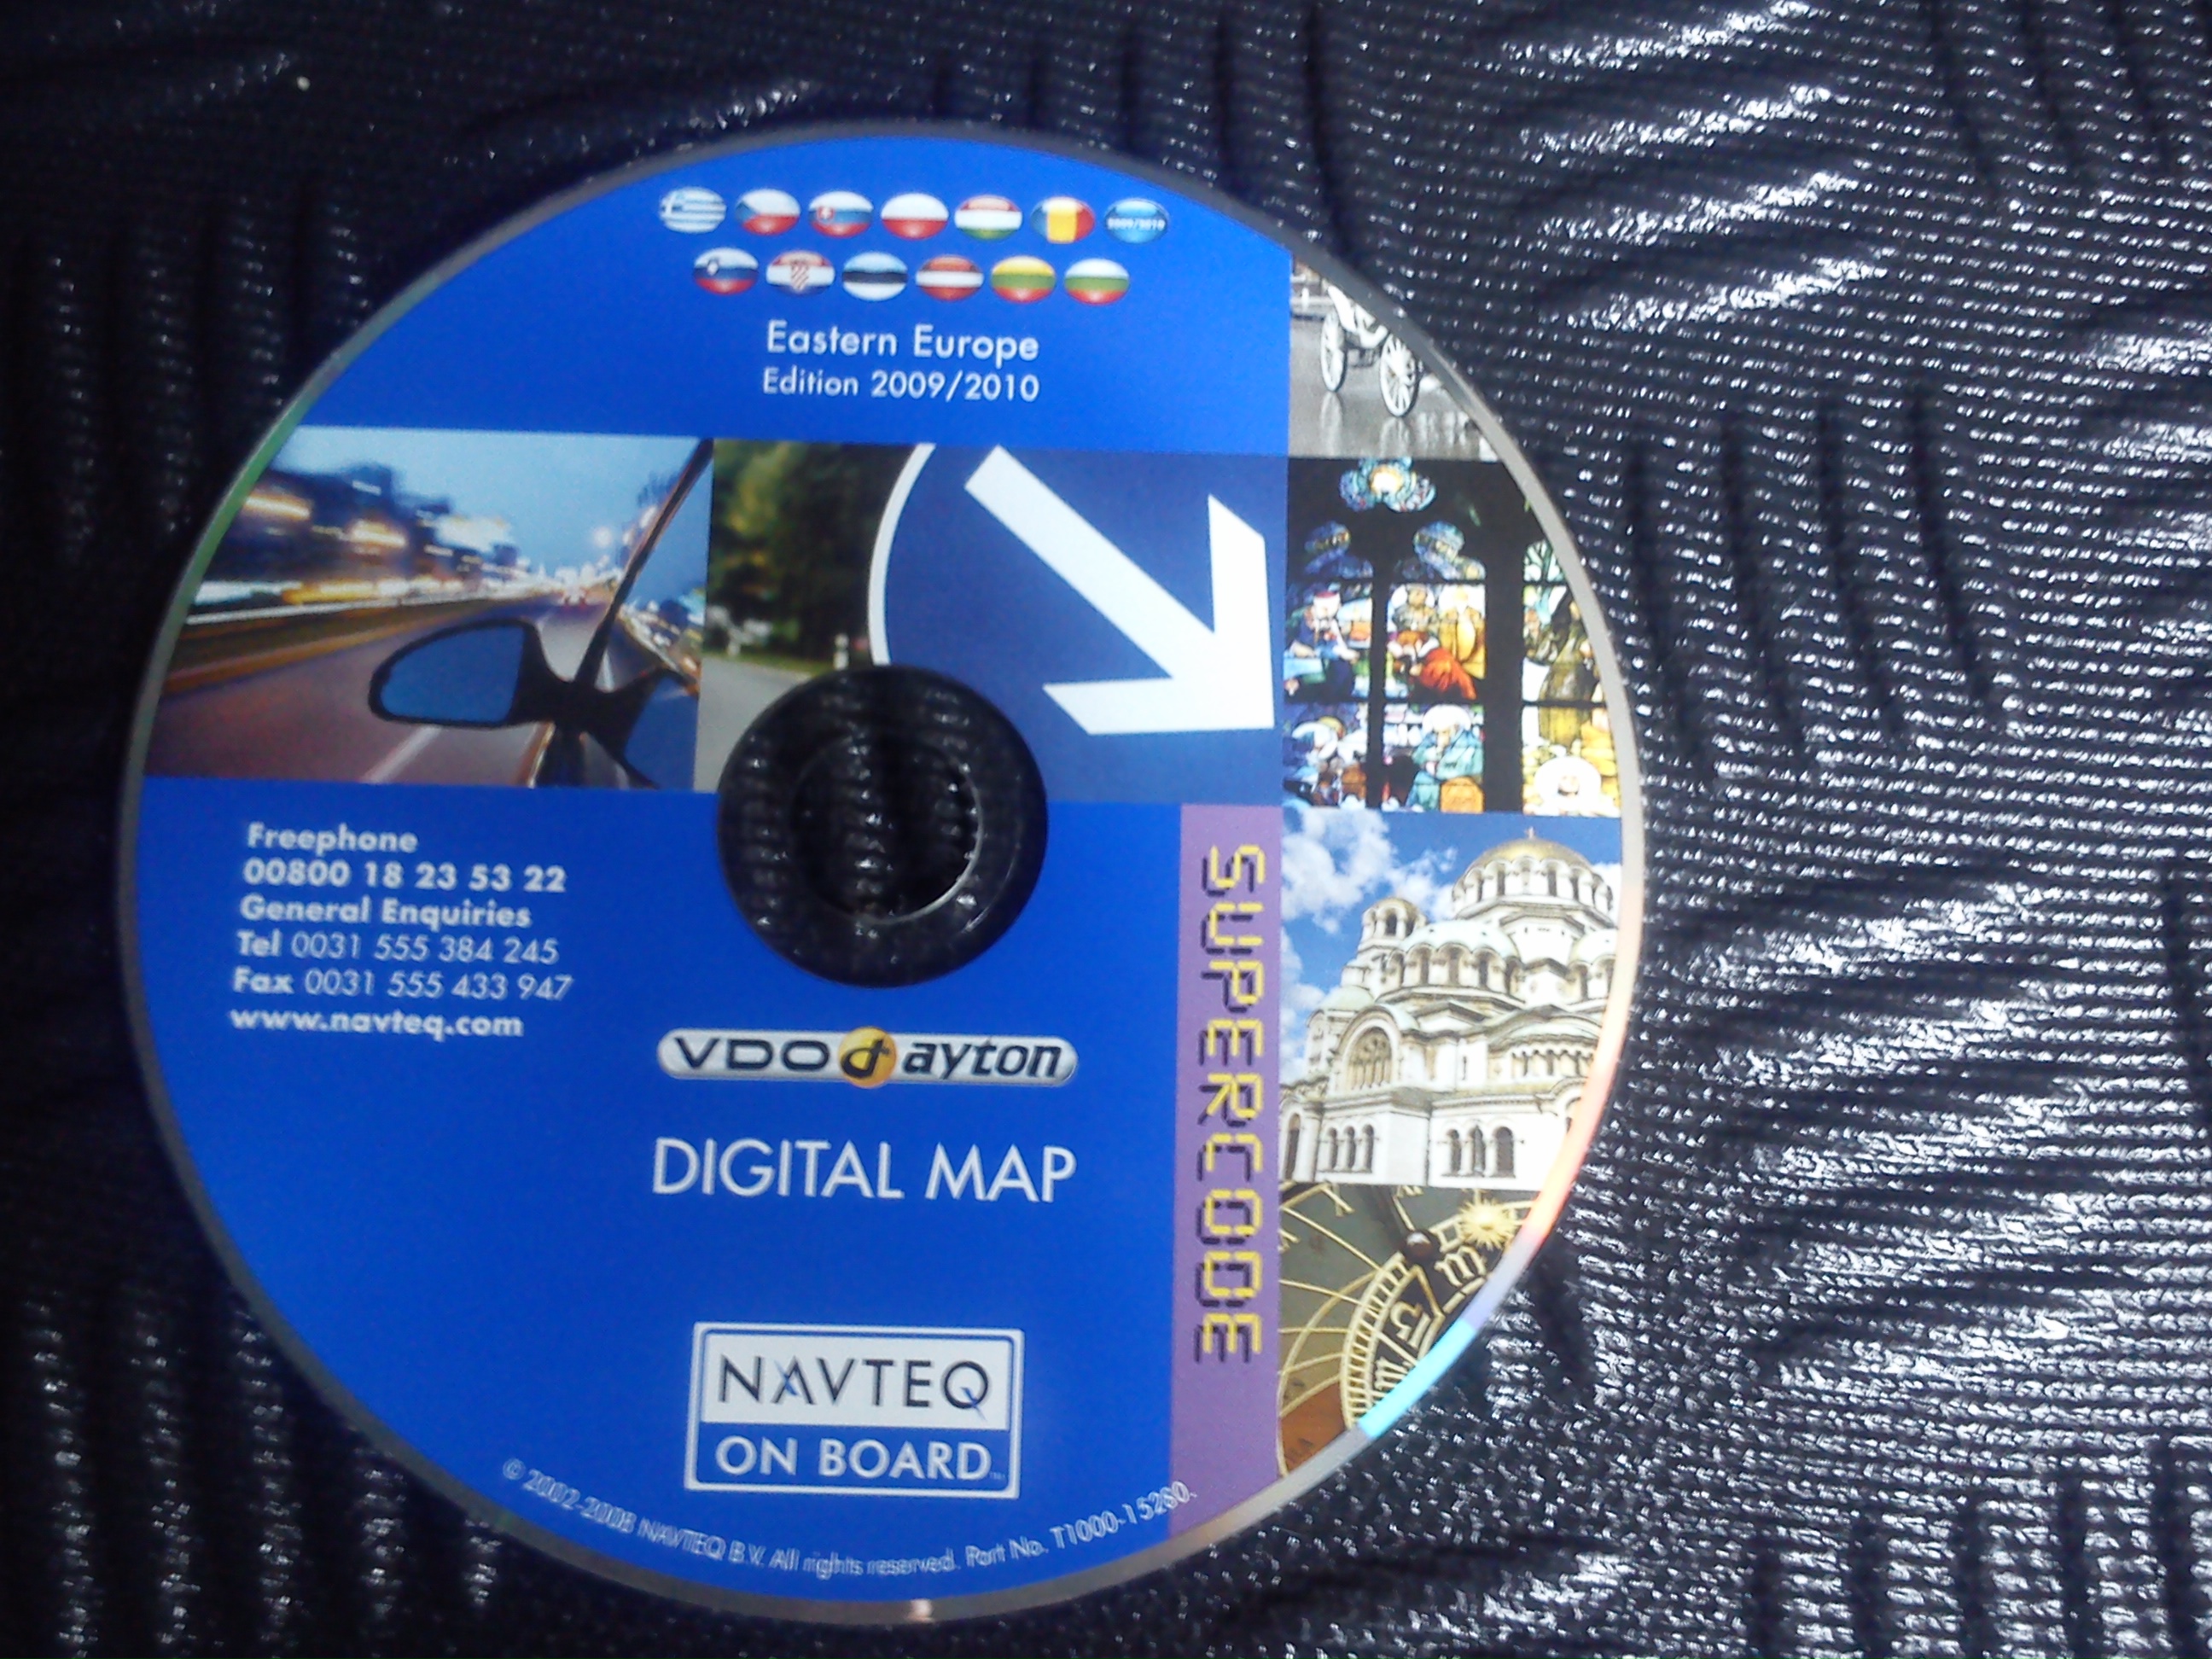 2009/2010
Eastern Europe
Edition 2009/2010
Freephone
00800 18 23 53 22
General Enquiries
Tel 0031 555 384 245
Fax 0031 555 433 947
www.navteq.com
VDO dayton
DIGITAL MAP
SUPERCODE
NAVTEQ
ON BOARD™
© 2002-2008 NAVTEQ B.V. All rights reserved. Part No. T1000-15280.